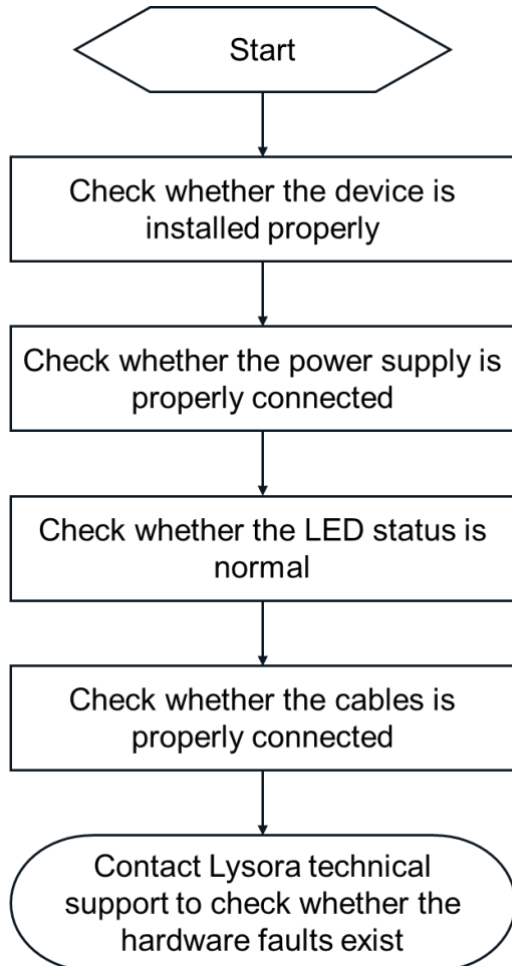 Start
Check whether the device is
installed properly
Check whether the power supply is
properly connected
Check whether the LED status is
normal
Check whether the cables is
properly connected
Contact Lysora technical
support to check whether the
hardware faults exist